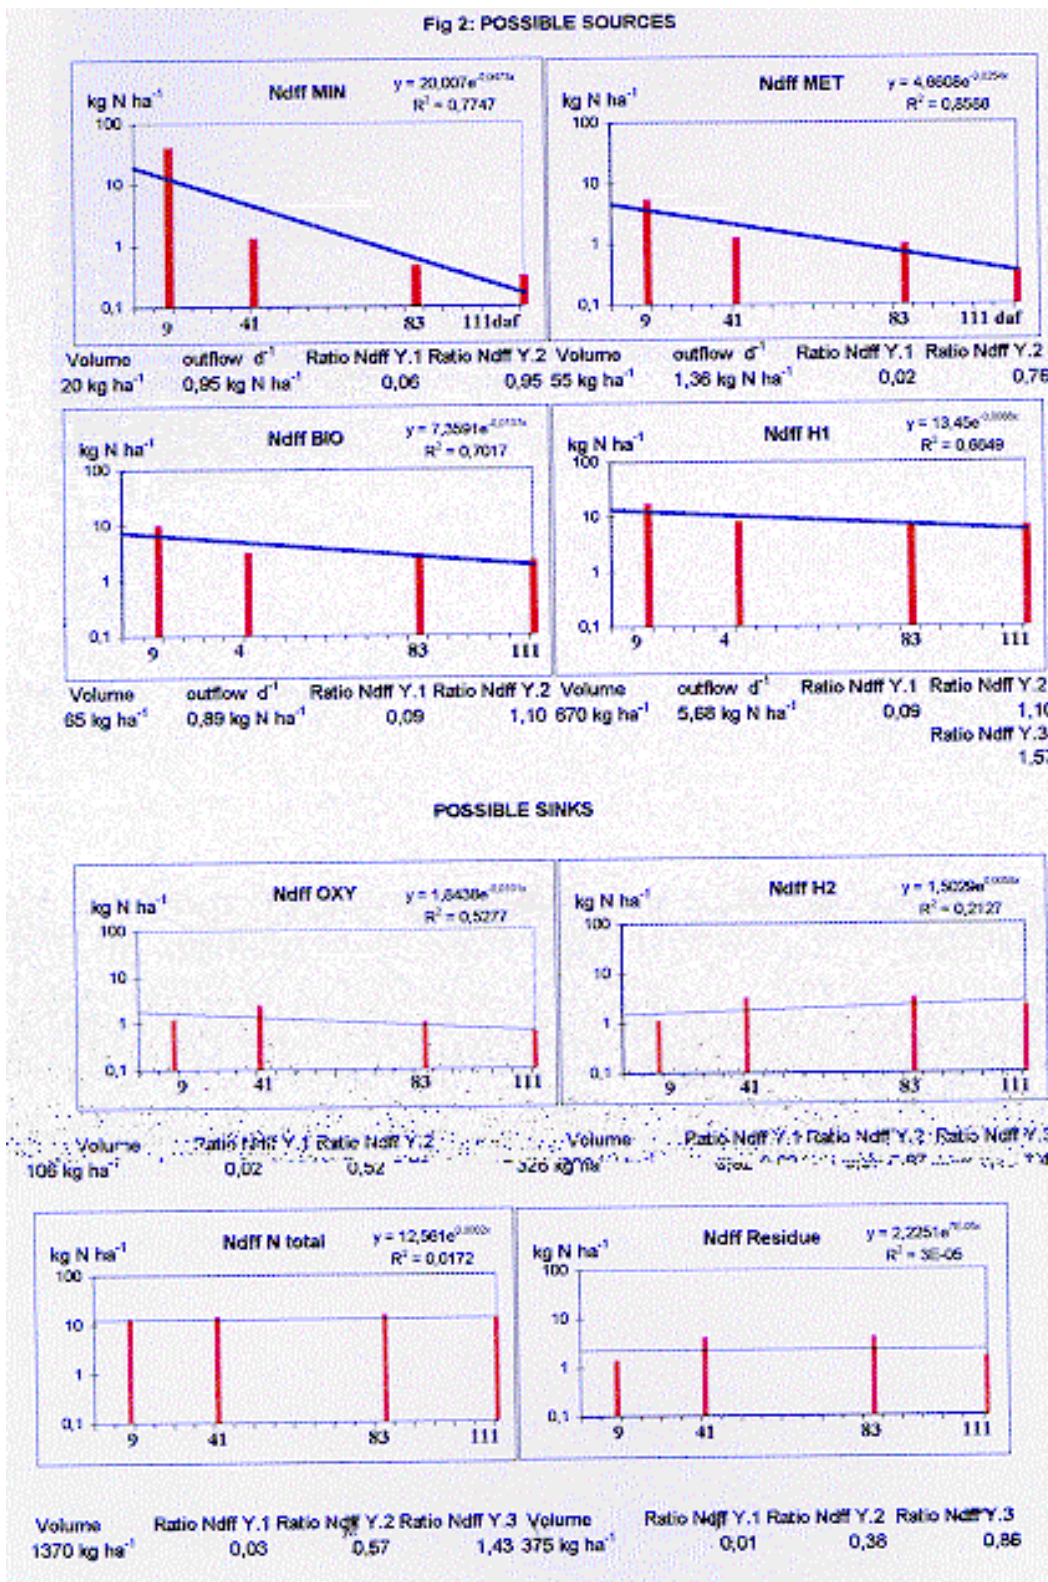 Fig 2: POSSIBLE SOURCES
Ndff MIN
kg N ha-1
R2 = 0,7747
100
10
1
0,1
9 41 83 111daf
Volume outflow d-1 Ratio Ndff Y.1 Ratio Ndff Y.2
20 kg ha-1 0,95 kg N ha-1 0,06 0,95
Ndff MET
kg N ha-1
100
10
1
0,1
9 41 83 111 daf
Volume outflow d-1 Ratio Ndff Y.1 Ratio Ndff Y.2
55 kg ha-1 1,36 kg N ha-1 0,02
Ndff BIO
kg N ha-1
R2 = 0,7017
100
10
1
0,1
9 4 83 111
Volume outflow d-1 Ratio Ndff Y.1 Ratio Ndff Y.2
65 kg ha-1 0,89 kg N ha-1 0,09 1,10
Ndff H1
kg N ha-1
100
10
1
0,1
9 4 83 111
Volume outflow d-1 Ratio Ndff Y.1 Ratio Ndff Y.2
670 kg ha-1 5,68 kg N ha-1 0,09 1,10
Ratio Ndff Y.3
POSSIBLE SINKS
Ndff OXY
kg N ha-1
R2 = 0,5277
100
10
1
0,1
9 41 83 111
Volume Ratio Ndff Y.1 Ratio Ndff Y.2
106 kg ha-1 0,02 0,52
Ndff H2
kg N ha-1
R2 = 0,2127
100
10
1
0,1
9 41 83 111
Volume Ratio Ndff Y.1 Ratio Ndff Y.2 Ratio Ndff Y.3
326 kg ha-1
Ndff N total
kg N ha-1
R2 = 0,0172
100
10
1
0,1
9 41 83 111
Volume Ratio Ndff Y.1 Ratio Ndff Y.2 Ratio Ndff Y.3
1370 kg ha-1 0,03 0,57 1,43
Ndff Residue
kg N ha-1
R2 = 3E-05
100
10
1
0,1
9 41 83 111
Volume Ratio Ndff Y.1 Ratio Ndff Y.2 Ratio Ndff Y.3
375 kg ha-1 0,01 0,38 0,86